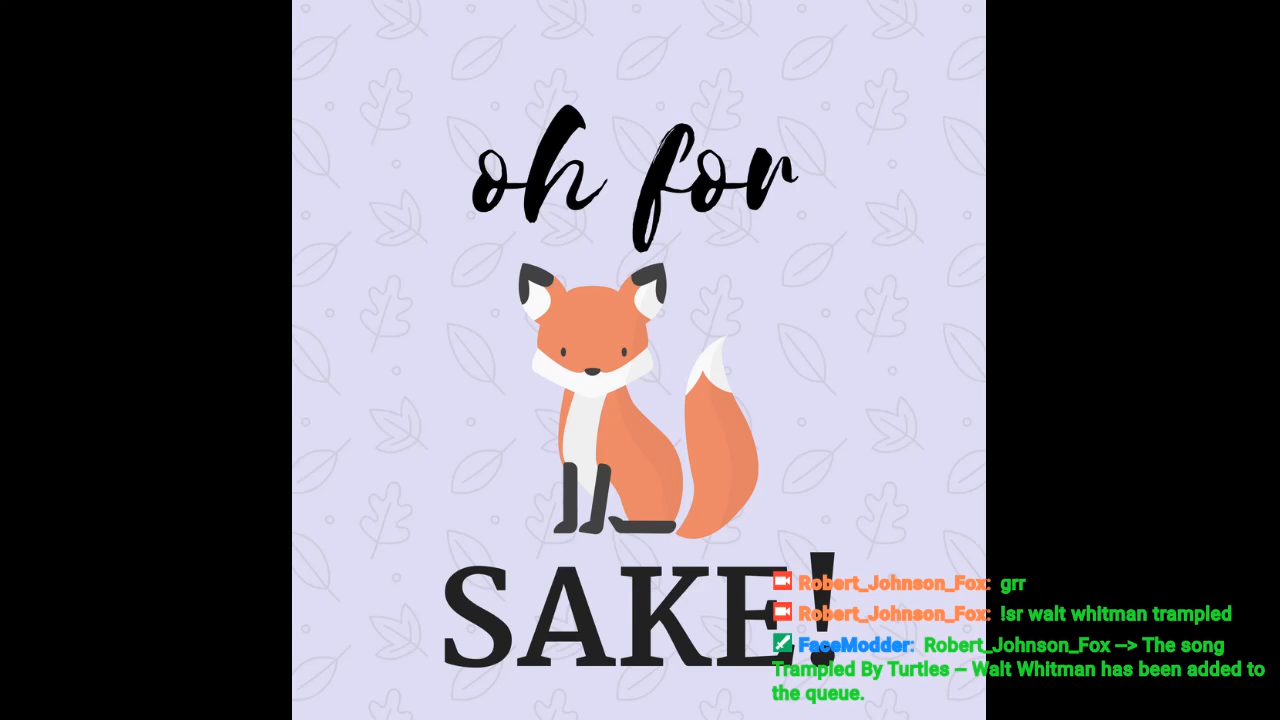 oh for
SAKE!
Robert_Johnson_Fox: grr
Robert_Johnson_Fox: !sr walt whitman trampled
FaceModder: Robert_Johnson_Fox --> The song
Trampled By Turtles – Walt Whitman has been added to
the queue.